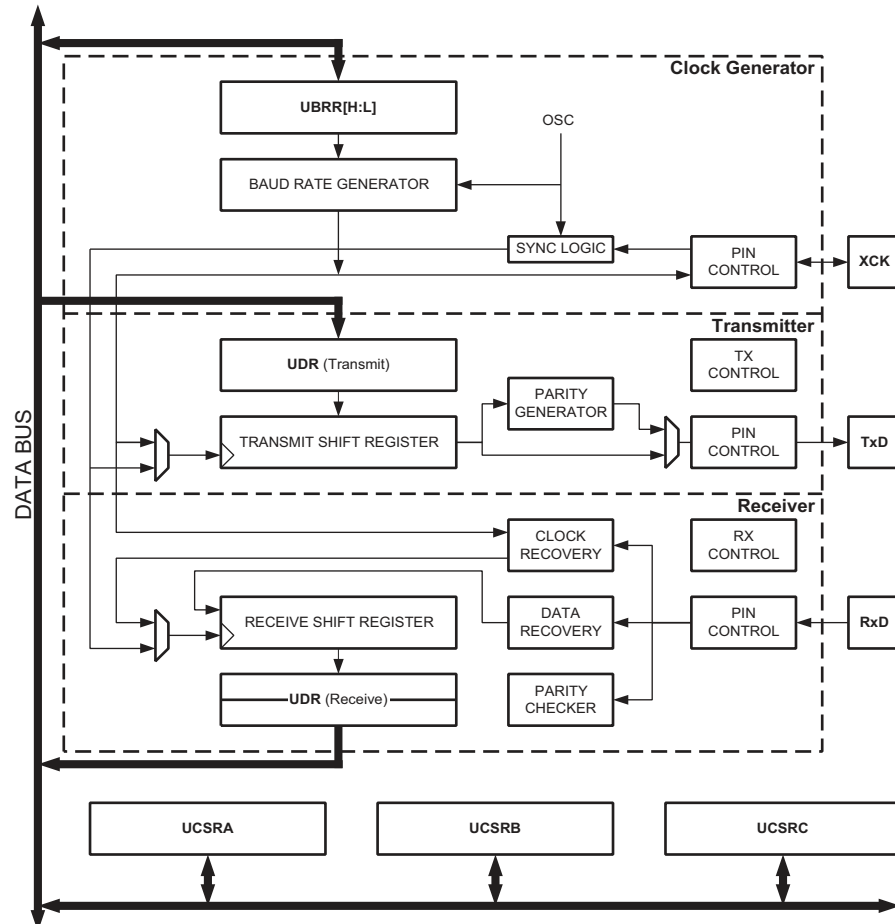 Clock Generator
UBRR[H:L]
OSC
BAUD RATE GENERATOR
SYNC LOGIC
PIN
CONTROL
XCK
Transmitter
UDR (Transmit)
TX
CONTROL
PARITY
GENERATOR
TRANSMIT SHIFT REGISTER
PIN
CONTROL
TxD
DATA BUS
Receiver
CLOCK
RECOVERY
RX
CONTROL
RECEIVE SHIFT REGISTER
DATA
RECOVERY
PIN
CONTROL
RxD
UDR (Receive)
PARITY
CHECKER
UCSRA
UCSRB
UCSRC